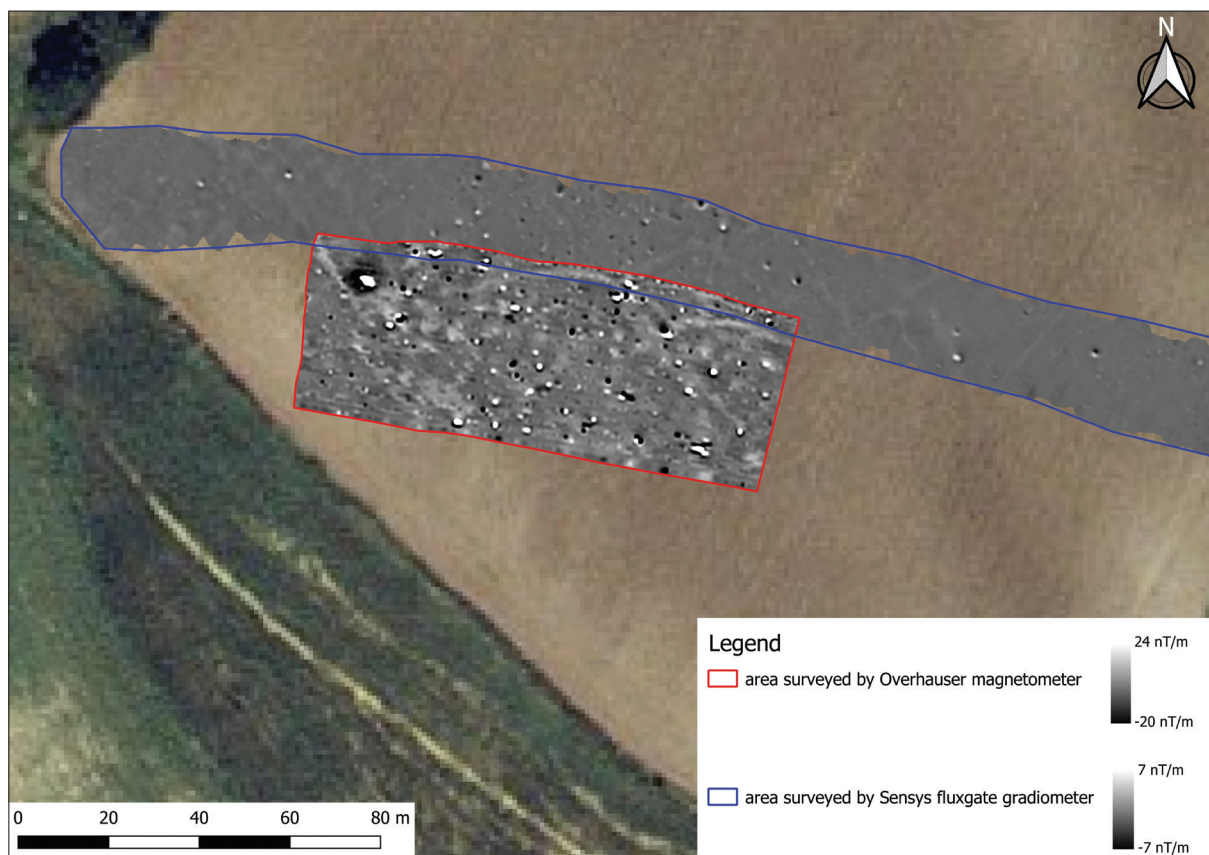 N
Legend
area surveyed by Overhauser magnetometer
24 nT/m
-20 nT/m
area surveyed by Sensys fluxgate gradiometer
7 nT/m
-7 nT/m
0 20 40 60 80 m